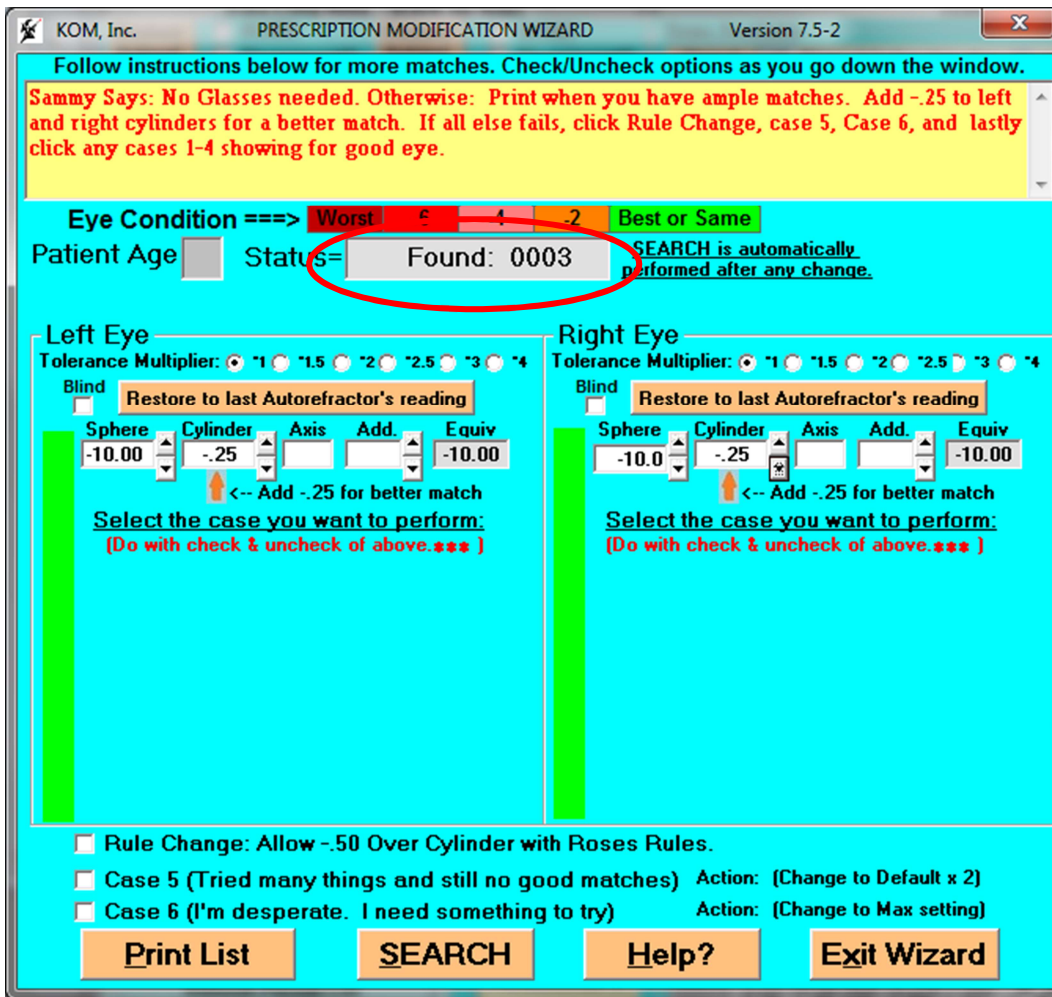 KOM, Inc. PRESCRIPTION MODIFICATION WIZARD Version 7.5-2 X
Follow instructions below for more matches. Check/Uncheck options as you go down the window.
Sammy Says: No Glasses needed. Otherwise: Print when you have ample matches. Add -.25 to left
and right cylinders for a better match. If all else fails, click Rule Change, case 5, Case 6, and lastly
click any cases 1-4 showing for good eye.
Eye Condition ===> Worst -2 Best or Same
Patient Age Status= Found: 0003 SEARCH is automatically
performed after any change.
Left Eye
Tolerance Multiplier: *1 *1.5 *2 *2.5 *3 *4
Blind Restore to last Autorefractor's reading
Sphere Cylinder Axis Add. Equiv
-10.00 -.25 -10.00
<-- Add -.25 for better match
Select the case you want to perform:
(Do with check & uncheck of above.*** )
Right Eye
Tolerance Multiplier: *1 *1.5 *2 *2.5 *3 *4
Blind Restore to last Autorefractor's reading
Sphere Cylinder Axis Add. Equiv
-10.0 -.25 -10.00
<-- Add -.25 for better match
Select the case you want to perform:
(Do with check & uncheck of above.*** )
Rule Change: Allow -.50 Over Cylinder with Roses Rules.
Case 5 (Tried many things and still no good matches) Action: (Change to Default x 2)
Case 6 (I'm desperate. I need something to try) Action: (Change to Max setting)
Print List SEARCH Help? Exit Wizard